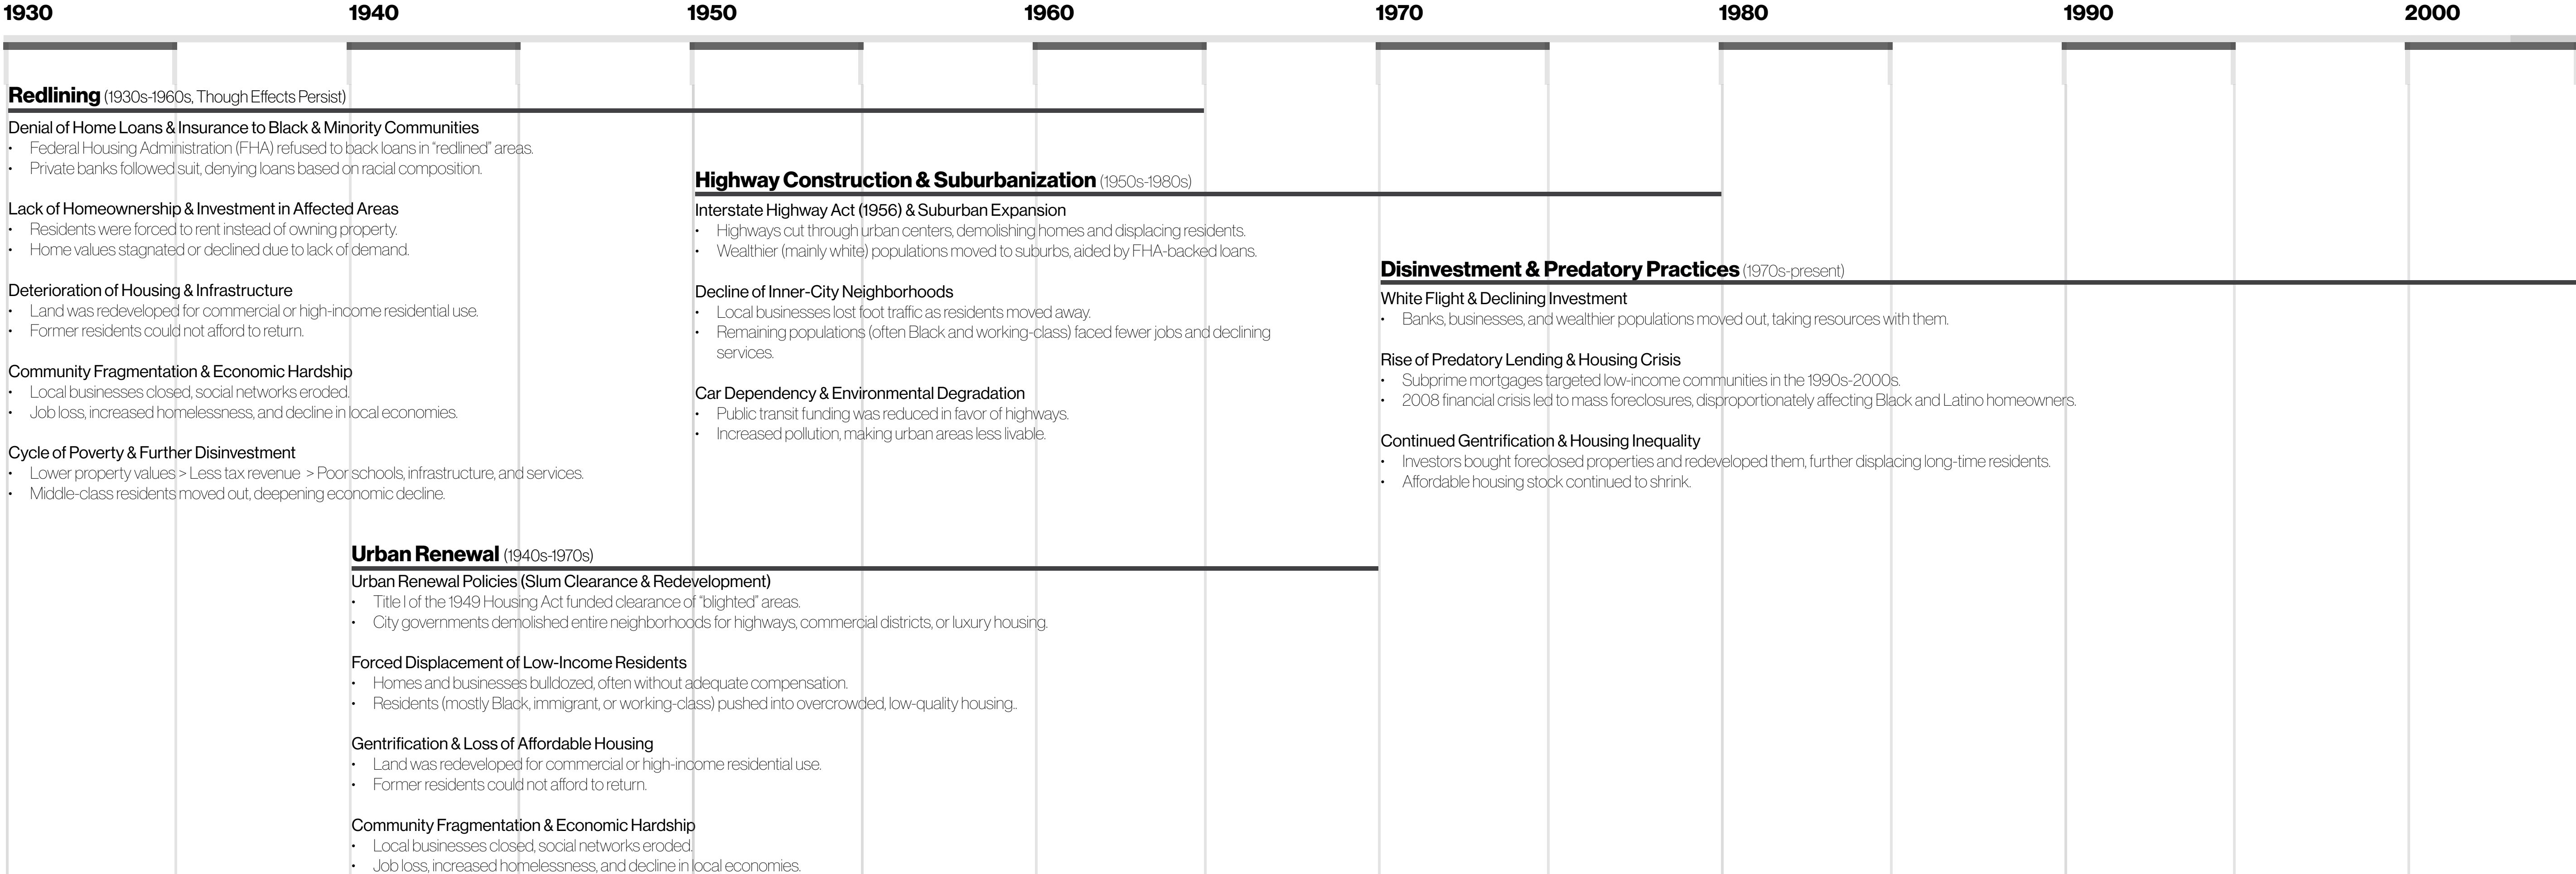 1930 1940 1950 1960 1970 1980 1990 2000
Redlining (1930s-1960s, Though Effects Persist)
Denial of Home Loans & Insurance to Black & Minority Communities
• Federal Housing Administration (FHA) refused to back loans in “redlined” areas.
• Private banks followed suit, denying loans based on racial composition.
Lack of Homeownership & Investment in Affected Areas
• Residents were forced to rent instead of owning property.
• Home values stagnated or declined due to lack of demand.
Deterioration of Housing & Infrastructure
• Land was redeveloped for commercial or high-income residential use.
• Former residents could not afford to return.
Community Fragmentation & Economic Hardship
• Local businesses closed, social networks eroded.
• Job loss, increased homelessness, and decline in local economies.
Cycle of Poverty & Further Disinvestment
• Lower property values > Less tax revenue > Poor schools, infrastructure, and services.
• Middle-class residents moved out, deepening economic decline.
Urban Renewal (1940s-1970s)
Urban Renewal Policies (Slum Clearance & Redevelopment)
• Title I of the 1949 Housing Act funded clearance of “blighted” areas.
• City governments demolished entire neighborhoods for highways, commercial districts, or luxury housing.
Forced Displacement of Low-Income Residents
• Homes and businesses bulldozed, often without adequate compensation.
• Residents (mostly Black, immigrant, or working-class) pushed into overcrowded, low-quality housing..
Gentrification & Loss of Affordable Housing
• Land was redeveloped for commercial or high-income residential use.
• Former residents could not afford to return.
Community Fragmentation & Economic Hardship
• Local businesses closed, social networks eroded.
• Job loss, increased homelessness, and decline in local economies.
Highway Construction & Suburbanization (1950s-1980s)
Interstate Highway Act (1956) & Suburban Expansion
• Highways cut through urban centers, demolishing homes and displacing residents.
• Wealthier (mainly white) populations moved to suburbs, aided by FHA-backed loans.
Decline of Inner-City Neighborhoods
• Local businesses lost foot traffic as residents moved away.
• Remaining populations (often Black and working-class) faced fewer jobs and declining
services.
Car Dependency & Environmental Degradation
• Public transit funding was reduced in favor of highways.
• Increased pollution, making urban areas less livable.
Disinvestment & Predatory Practices (1970s-present)
White Flight & Declining Investment
• Banks, businesses, and wealthier populations moved out, taking resources with them.
Rise of Predatory Lending & Housing Crisis
• Subprime mortgages targeted low-income communities in the 1990s-2000s.
• 2008 financial crisis led to mass foreclosures, disproportionately affecting Black and Latino homeowners.
Continued Gentrification & Housing Inequality
• Investors bought foreclosed properties and redeveloped them, further displacing long-time residents.
• Affordable housing stock continued to shrink.